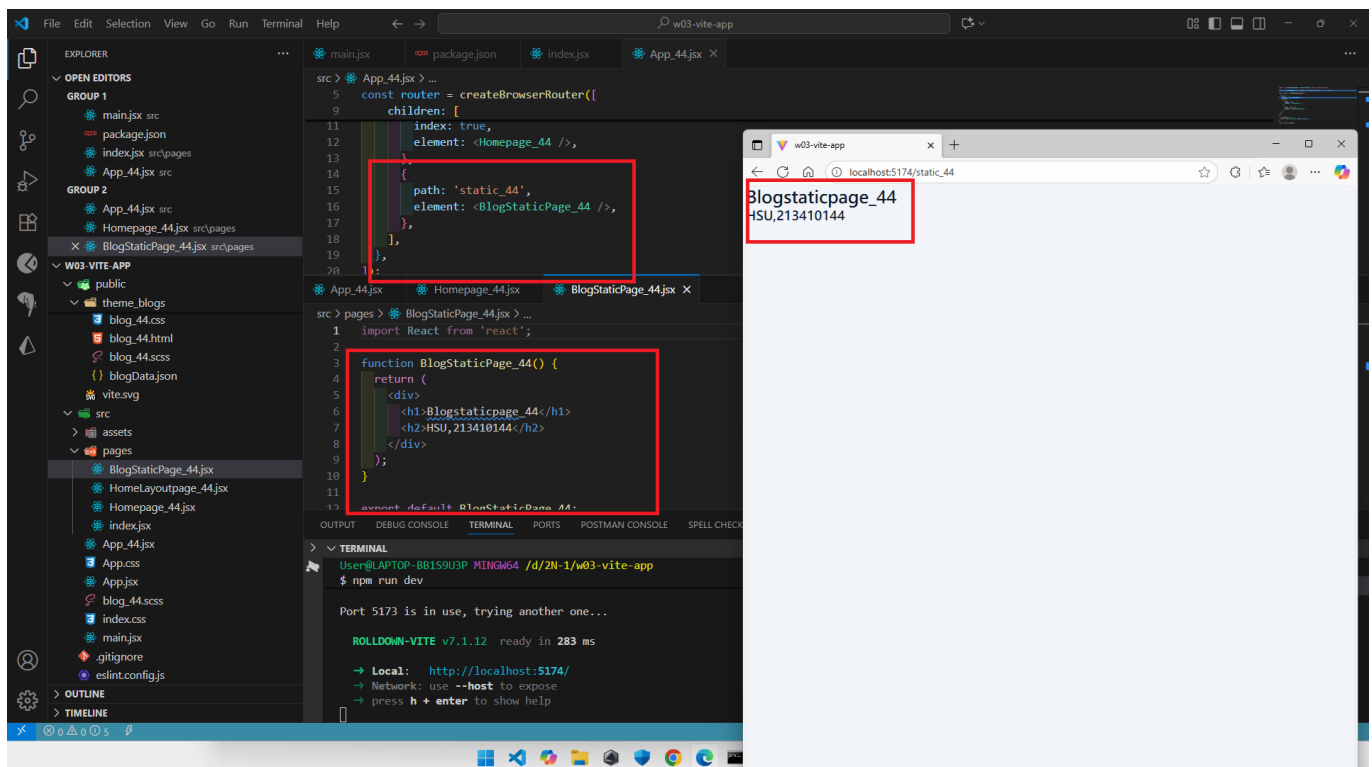 File Edit Selection View Go Run Terminal Help
w03-vite-app
EXPLORER
OPEN EDITORS
GROUP 1
main.jsx src
package.json
index.jsx src\pages
App_44.jsx src
GROUP 2
App_44.jsx src
Homepage_44.jsx src\pages
BlogStaticPage_44.jsx src\pages
W03-VITE-APP
public
theme_blogs
blog_44.css
blog_44.html
blog_44.scss
blogData.json
vite.svg
src
assets
pages
BlogStaticPage_44.jsx
HomeLayoutpage_44.jsx
Homepage_44.jsx
index.jsx
App_44.jsx
App.css
App.jsx
blog_44.scss
index.css
main.jsx
.gitignore
eslint.config.js
OUTLINE
TIMELINE
0 0 5
main.jsx package.json index.jsx App_44.jsx
src > App_44.jsx > ...
5 const router = createBrowserRouter([
9 children: [
11 index: true,
12 element: <Homepage_44 />,
13 },
14 {
15 path: 'static_44',
16 element: <BlogStaticPage_44 />,
17 },
18 ],
19 },
20 ]);
App_44.jsx Homepage_44.jsx BlogStaticPage_44.jsx
src > pages > BlogStaticPage_44.jsx > ...
1 import React from 'react';
2
3 function BlogStaticPage_44() {
4 return (
5 <div>
6 <h1>Blogstaticpage_44</h1>
7 <h2>HSU,213410144</h2>
8 </div>
9 );
10 }
11
12 export default BlogStaticPage_44;
OUTPUT DEBUG CONSOLE TERMINAL PORTS POSTMAN CONSOLE SPELL CHECK
TERMINAL
User@LAPTOP-BB1S9U3P MINGW64 /d/2N-1/w03-vite-app
$ npm run dev
Port 5173 is in use, trying another one...
ROLLDOWN-VITE v7.1.12 ready in 283 ms
→ Local: http://localhost:5174/
→ Network: use --host to expose
→ press h + enter to show help
w03-vite-app
localhost:5174/static_44
Blogstaticpage_44
HSU,213410144